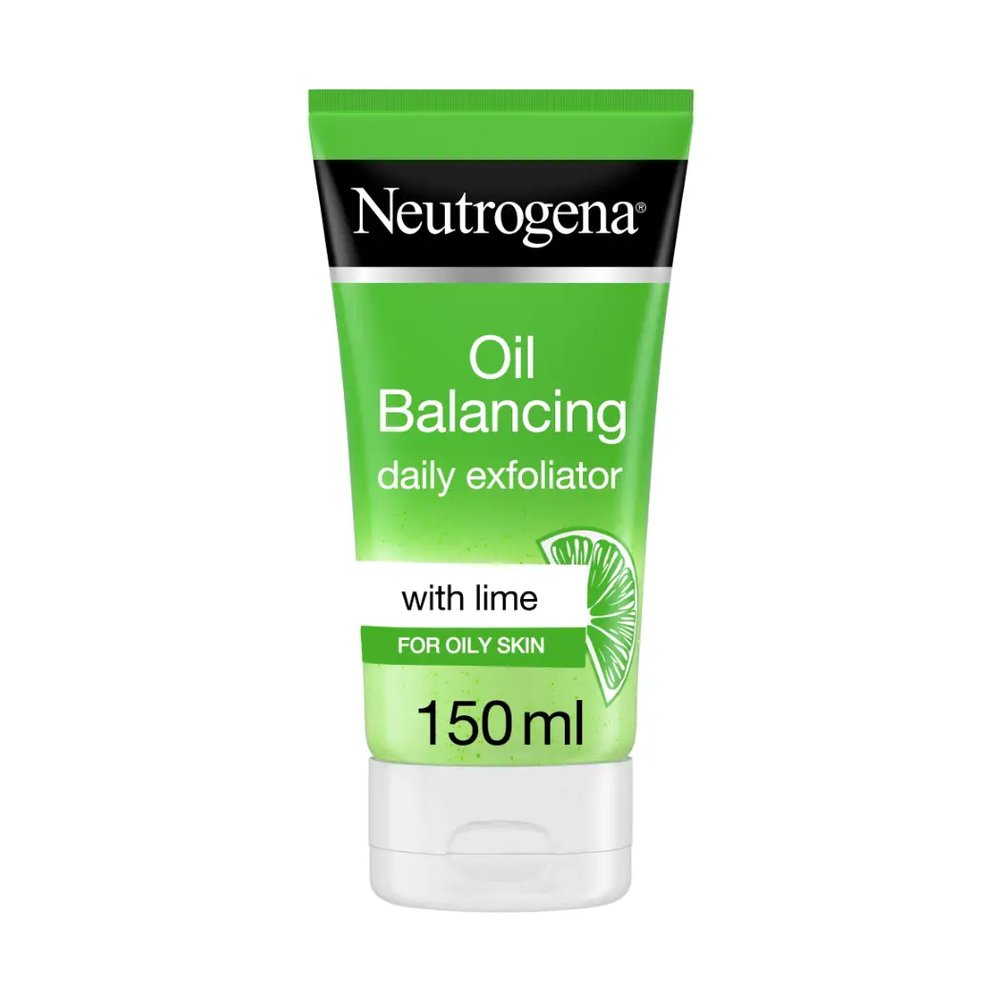 Neutrogena®
Oil
Balancing
daily exfoliator
with lime
FOR OILY SKIN
150 ml